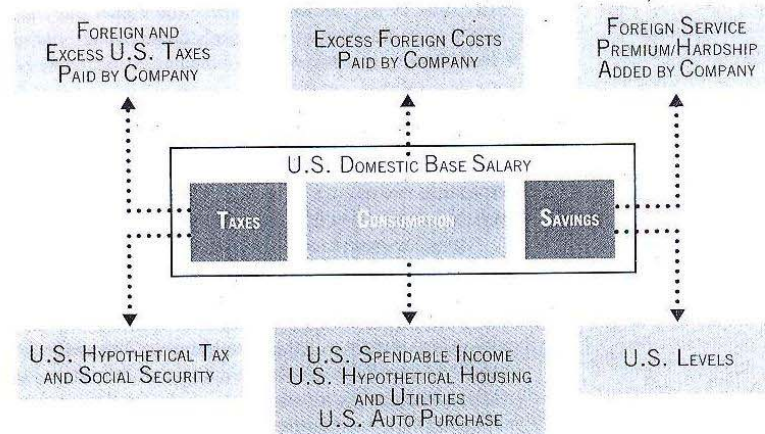 FOREIGN AND
EXCESS U.S. TAXES
PAID BY COMPANY
EXCESS FOREIGN COSTS
PAID BY COMPANY
FOREIGN SERVICE
PREMIUM/HARDSHIP
ADDED BY COMPANY
U.S. DOMESTIC BASE SALARY
TAXES
CONSUMPTION
SAVINGS
U.S. HYPOTHETICAL TAX
AND SOCIAL SECURITY
U.S. SPENDABLE INCOME
U.S. HYPOTHETICAL HOUSING
AND UTILITIES
U.S. AUTO PURCHASE
U.S. LEVELS